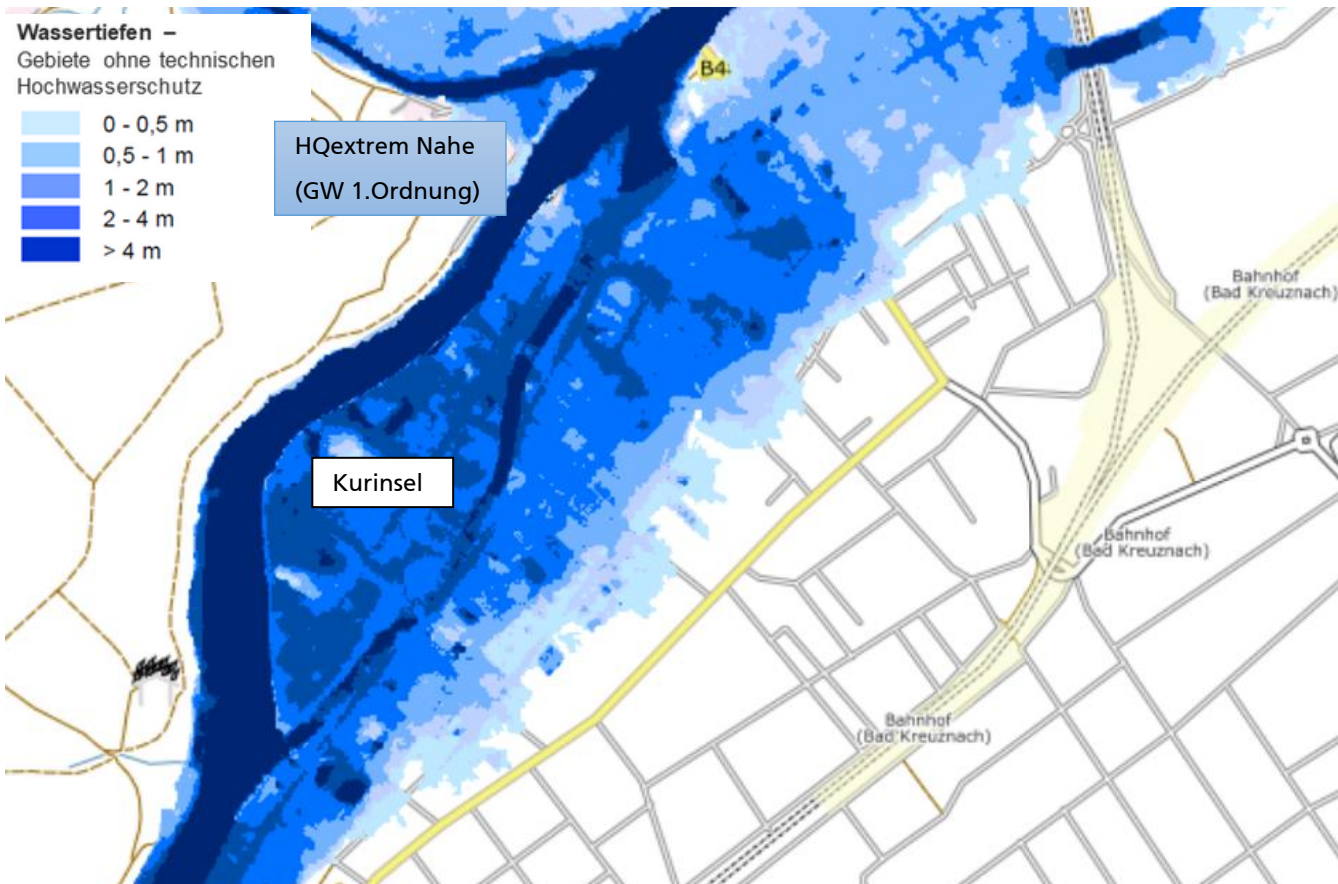 Wassertiefen –
Gebiete ohne technischen
Hochwasserschutz
0 - 0,5 m
0,5 - 1 m
1 - 2 m
2 - 4 m
> 4 m
HQextrem Nahe
(GW 1.Ordnung)
B4
Bahnhof
(Bad Kreuznach)
Kurinsel
Bahnhof
(Bad Kreuznach)
Bahnhof
(Bad Kreuznach)